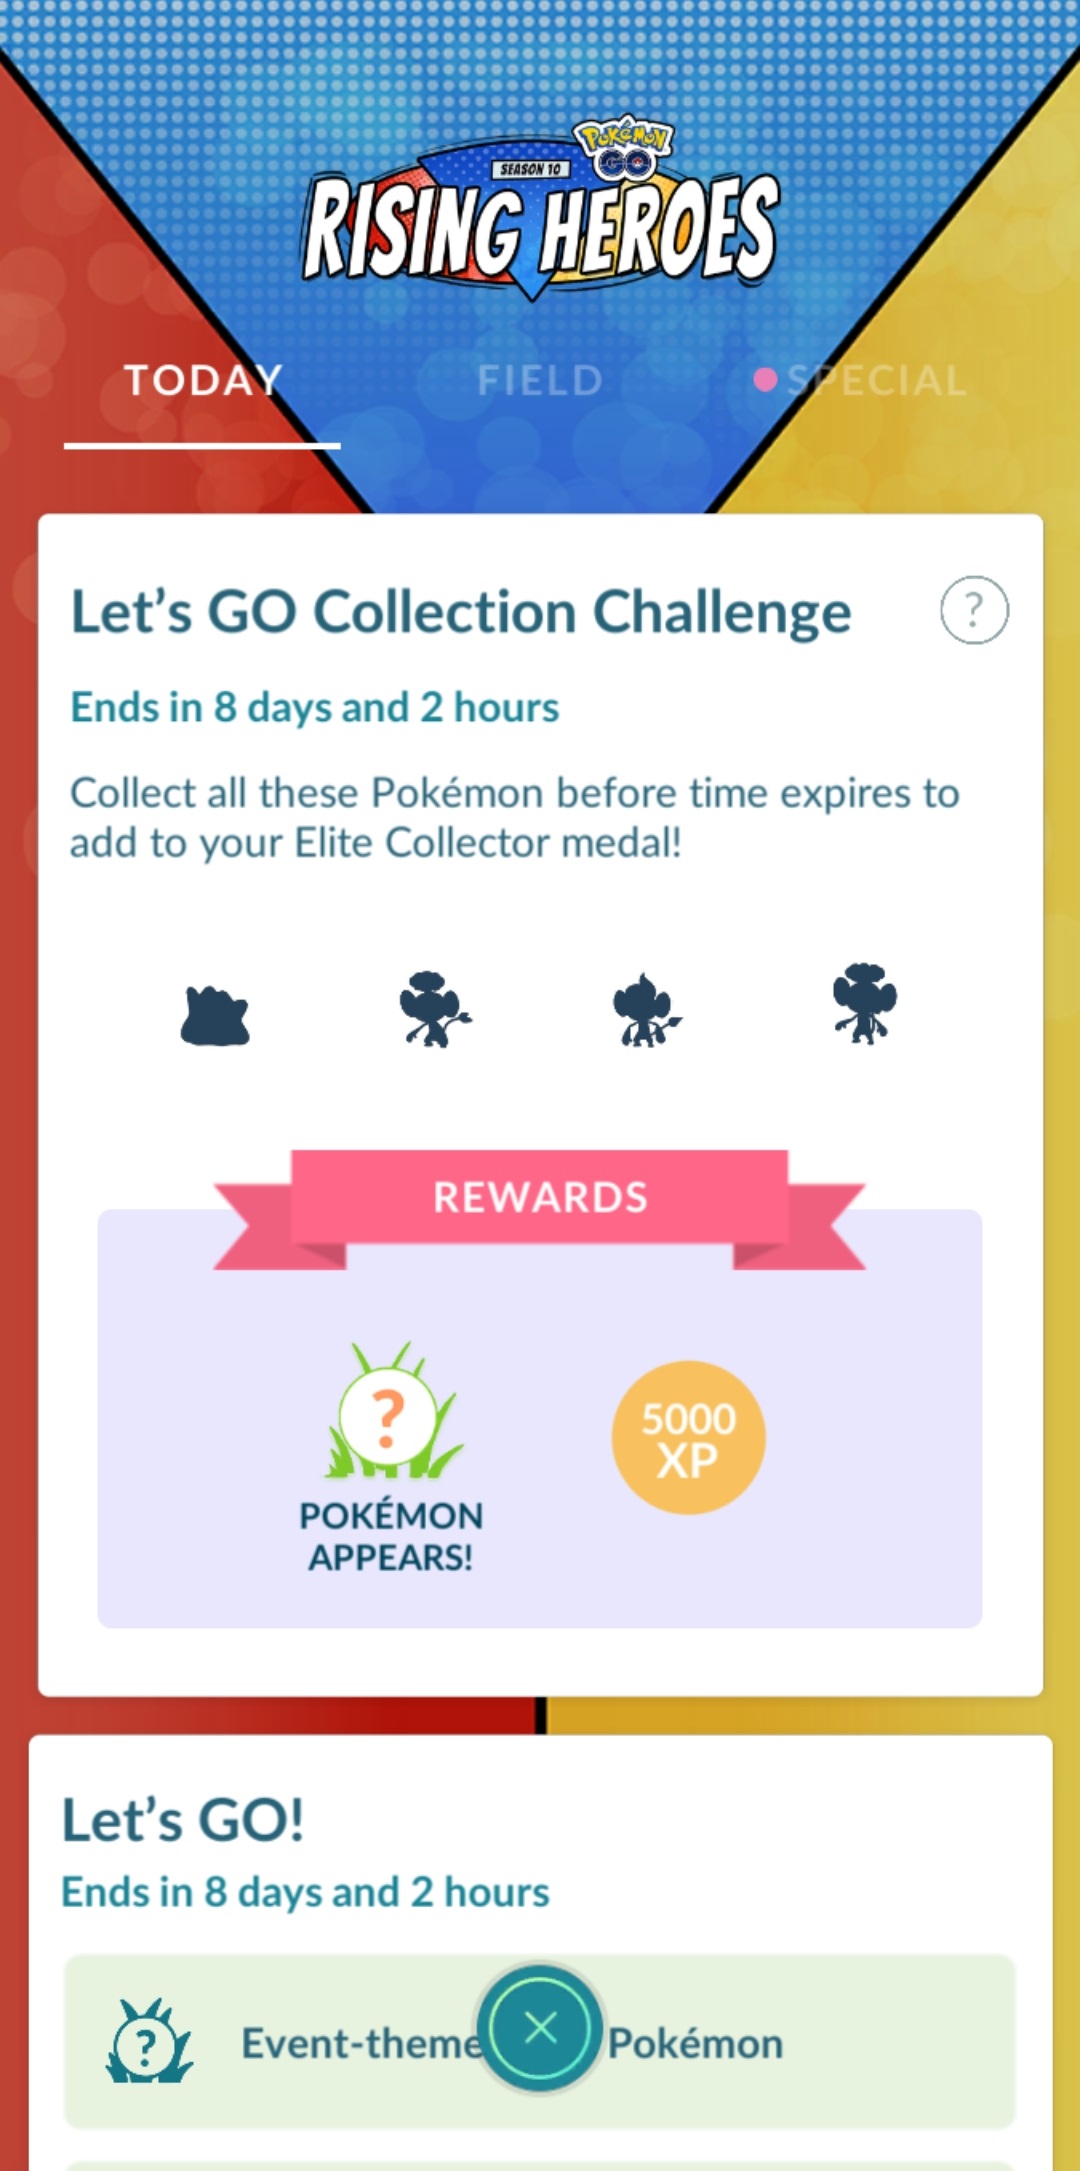 Pokémon
GO
SEASON 10
RISING HEROES
TODAY
FIELD
SPECIAL
Let's GO Collection Challenge
?
Ends in 8 days and 2 hours
Collect all these Pokémon before time expires to
add to your Elite Collector medal!
REWARDS
?
5000
XP
POKÉMON
APPEARS!
Let's GO!
Ends in 8 days and 2 hours
?
Event-theme Pokémon